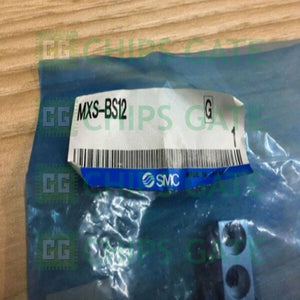 CHIPS GATE
MXS-BS12
G
CHIPS GATE
1
SMC
CHIPS GATE